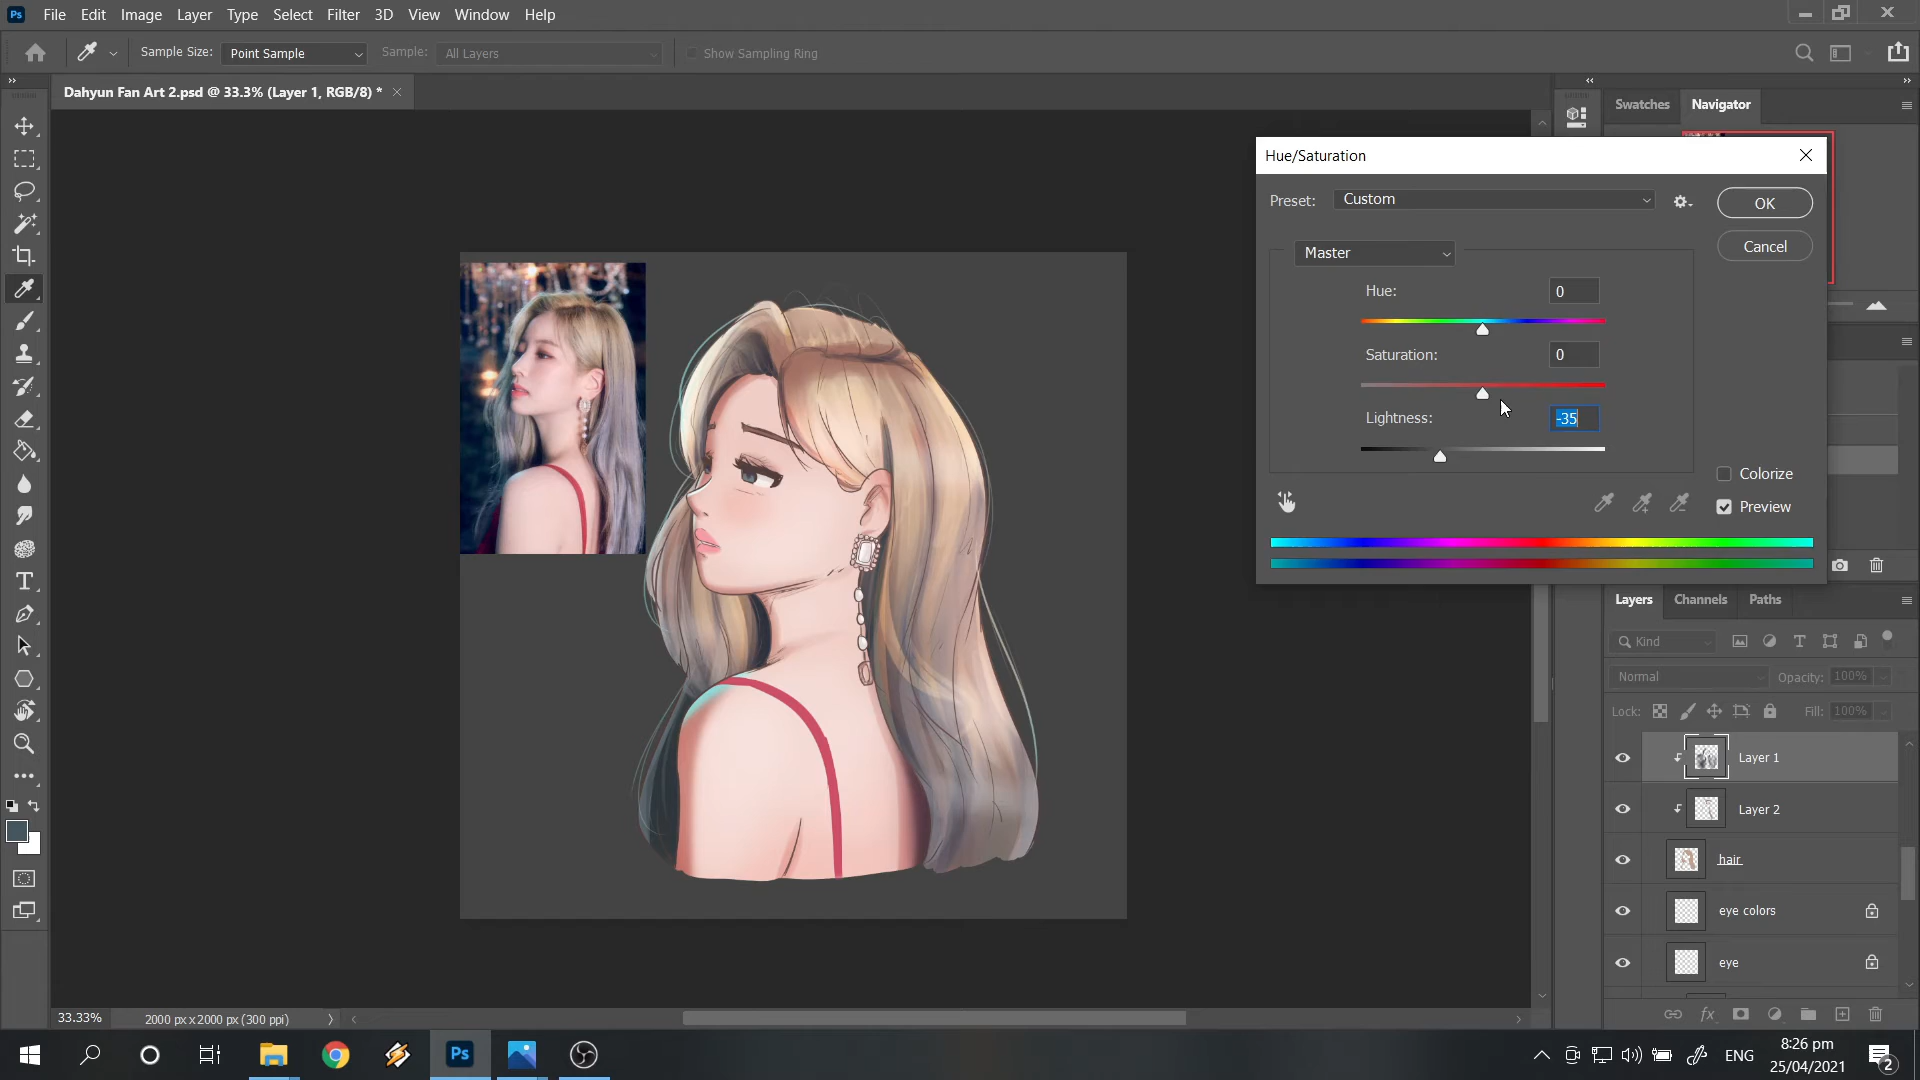 Ps File Edit Image Layer Type Select Filter 3D View Window Help
Sample Size: Point Sample Sample: All Layers Show Sampling Ring
Dahyun Fan Art 2.psd @ 33.3% (Layer 1, RGB/8) *
Swatches Navigator
Hue/Saturation
Preset: Custom OK
Cancel
Master
Hue: 0
Saturation: 0
Lightness: -35
Colorize
Preview
Layers Channels Paths
Kind
Normal Opacity: 100%
Lock: Fill: 100%
Layer 1
Layer 2
hair
eye colors
eye
33.33% 2000 px x 2000 px (300 ppi)
Ps ENG 8:26 pm
25/04/2021
2